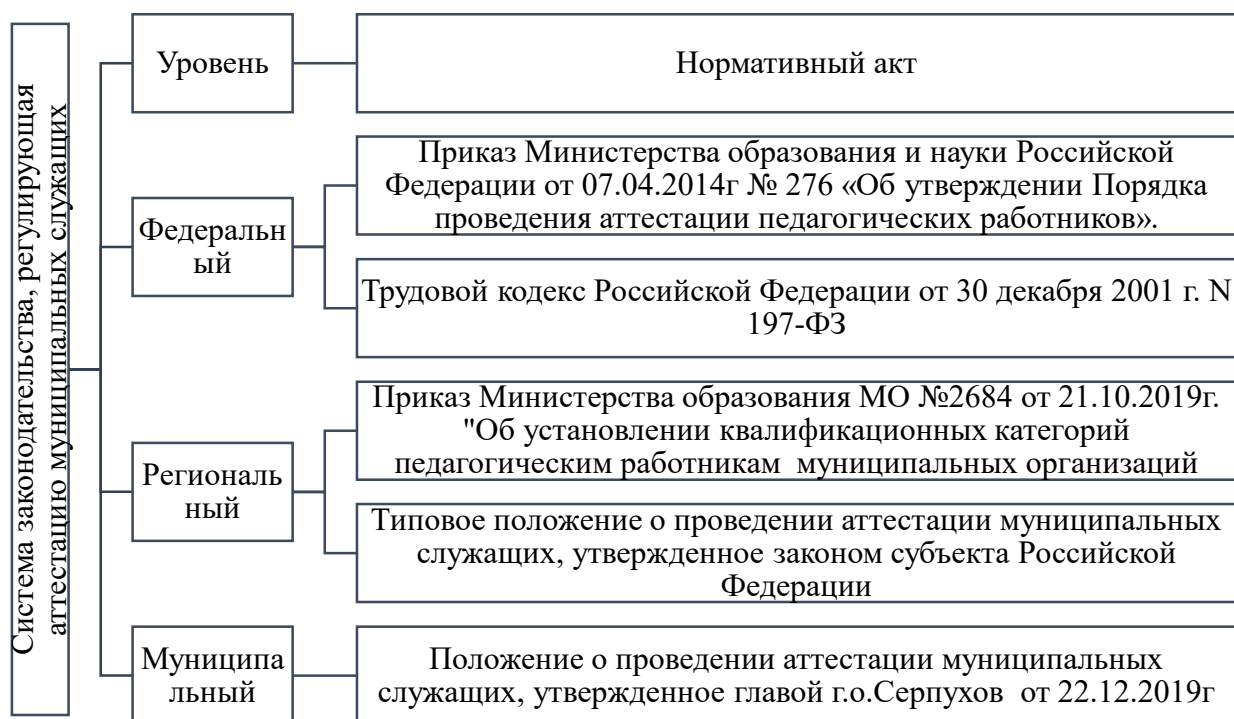 Система законодательства, регулирующая
аттестацию муниципальных служащих
Уровень
Нормативный акт
Федеральн
ый
Приказ Министерства образования и науки Российской
Федерации от 07.04.2014г № 276 «Об утверждении Порядка
проведения аттестации педагогических работников».
Трудовой кодекс Российской Федерации от 30 декабря 2001 г. N
197-ФЗ
Региональ
ный
Приказ Министерства образования МО №2684 от 21.10.2019г.
"Об установлении квалификационных категорий
педагогическим работникам муниципальных организаций
Типовое положение о проведении аттестации муниципальных
служащих, утвержденное законом субъекта Российской
Федерации
Муниципа
льный
Положение о проведении аттестации муниципальных
служащих, утвержденное главой г.о.Серпухов от 22.12.2019г